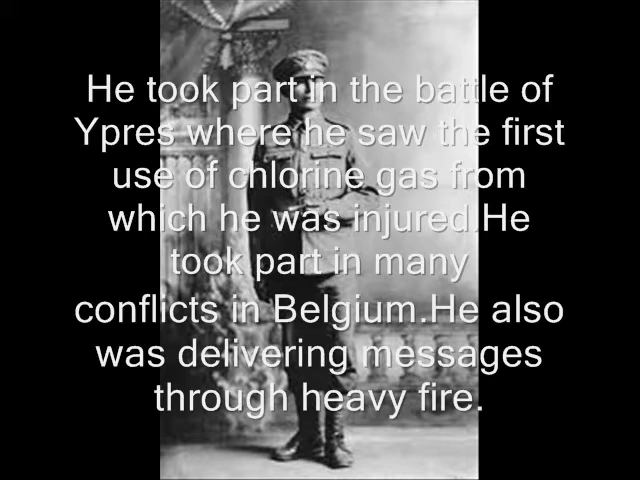 He took part in the battle of
Ypres where he saw the first
use of chlorine gas from
which he was injured.He
took part in many
conflicts in Belgium.He also
was delivering messages
through heavy fire.